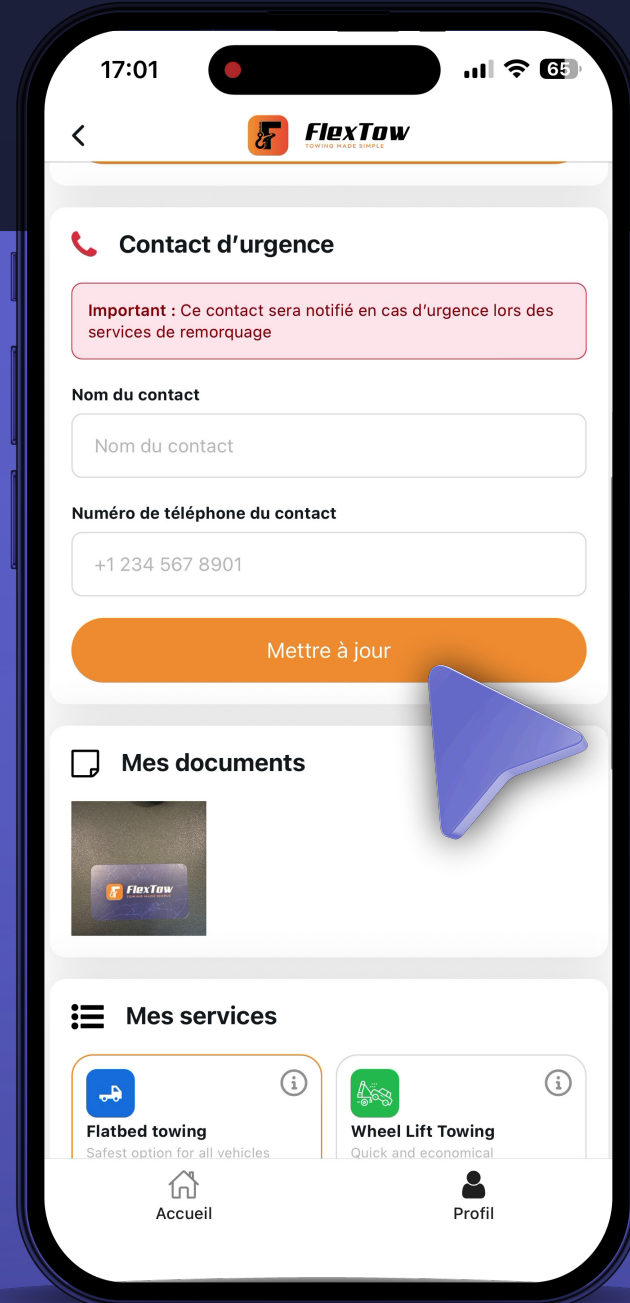 17:01
65
FlexTow
TOWING MADE SIMPLE
Contact d’urgence
Important : Ce contact sera notifié en cas d’urgence lors des
services de remorquage
Nom du contact
Nom du contact
Numéro de téléphone du contact
+1 234 567 8901
Mettre à jour
Mes documents
FlexTow
TOWING MADE SIMPLE
Mes services
Flatbed towing
Wheel Lift Towing
Safest option for all vehicles
Quick and economical
Accueil
Profil